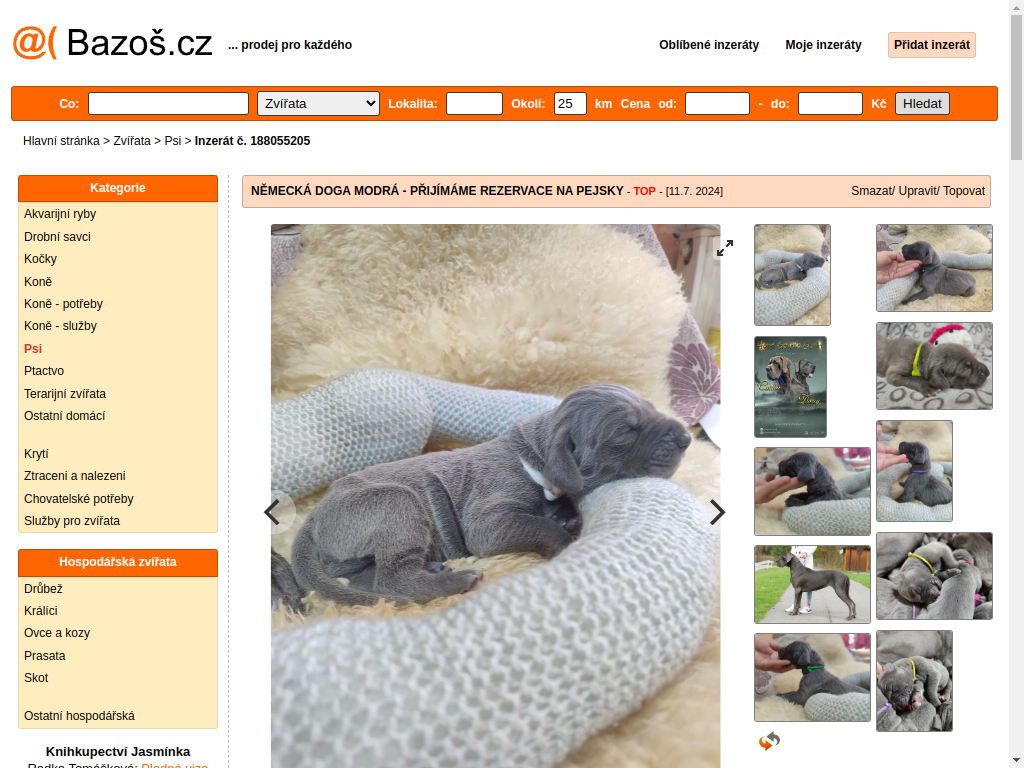 @( Bazoš.cz ... prodej pro každého Oblíbené inzeráty Moje inzeráty Přidat inzerát
Co: Zvířata Lokalita: Okolí: 25 km Cena od: - do: Kč Hledat
Hlavní stránka > Zvířata > Psi > Inzerát č. 188055205
Kategorie
Akvarijní ryby
Drobní savci
Kočky
Koně
Koně - potřeby
Koně - služby
Psi
Ptactvo
Terarijní zvířata
Ostatní domácí
Krytí
Ztraceni a nalezeni
Chovatelské potřeby
Služby pro zvířata
Hospodářská zvířata
Drůbež
Králíci
Ovce a kozy
Prasata
Skot
Ostatní hospodářská
Knihkupectví Jasmínka
Radka Tomášková: Plodná vize
NĚMECKÁ DOGA MODRÁ - PŘIJÍMÁME REZERVACE NA PEJSKY - TOP - [11.7. 2024] Smazat/ Upravit/ Topovat